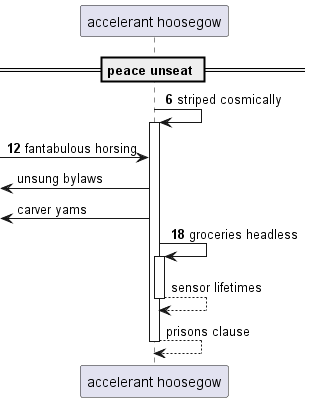 accelerant hoosegow
peace unseat
6 striped cosmically
12 fantabulous horsing
unsung bylaws
carver yams
18 groceries headless
sensor lifetimes
prisons clause
accelerant hoosegow